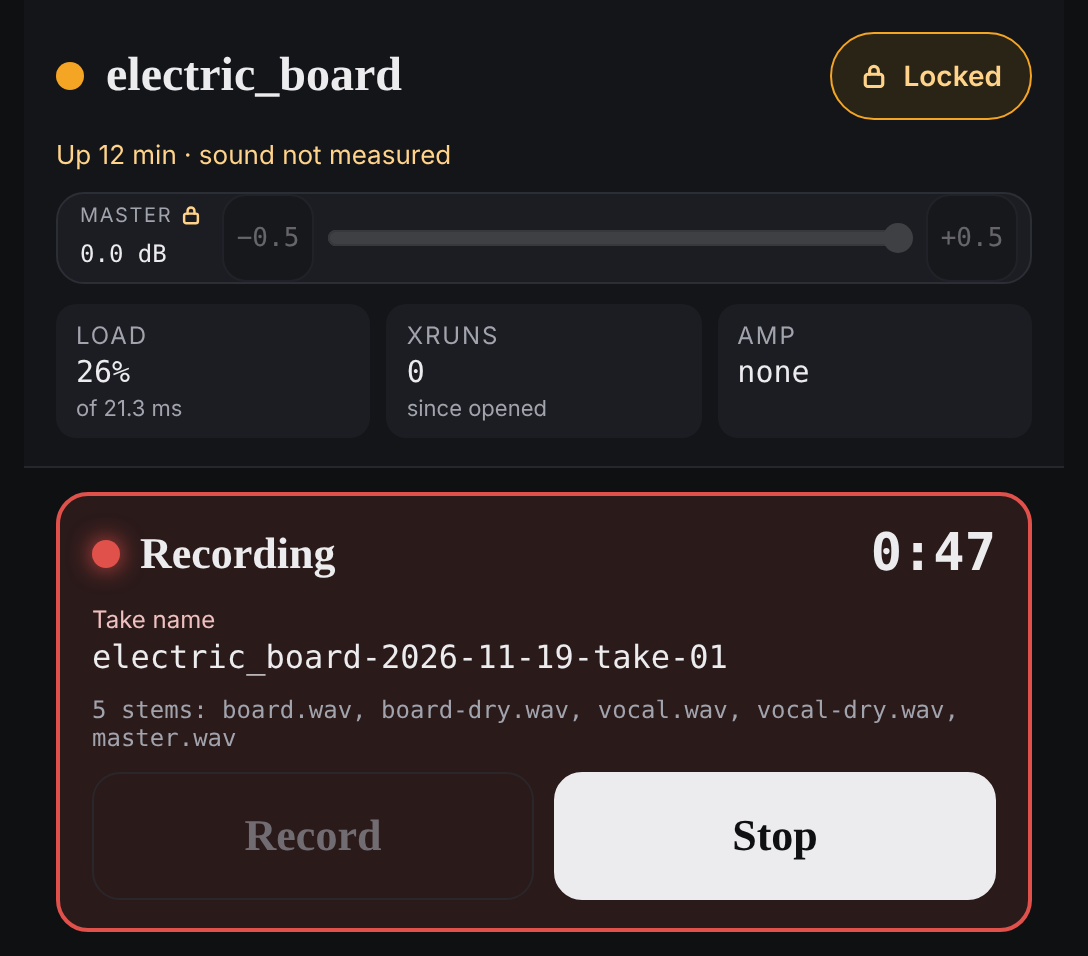 electric_board
Locked
Up 12 min · sound not measured
MASTER
0.0 dB
−0.5
+0.5
LOAD
26%
of 21.3 ms
XRUNS
0
since opened
AMP
none
Recording
0:47
Take name
electric_board-2026-11-19-take-01
5 stems: board.wav, board-dry.wav, vocal.wav, vocal-dry.wav,
master.wav
Record
Stop